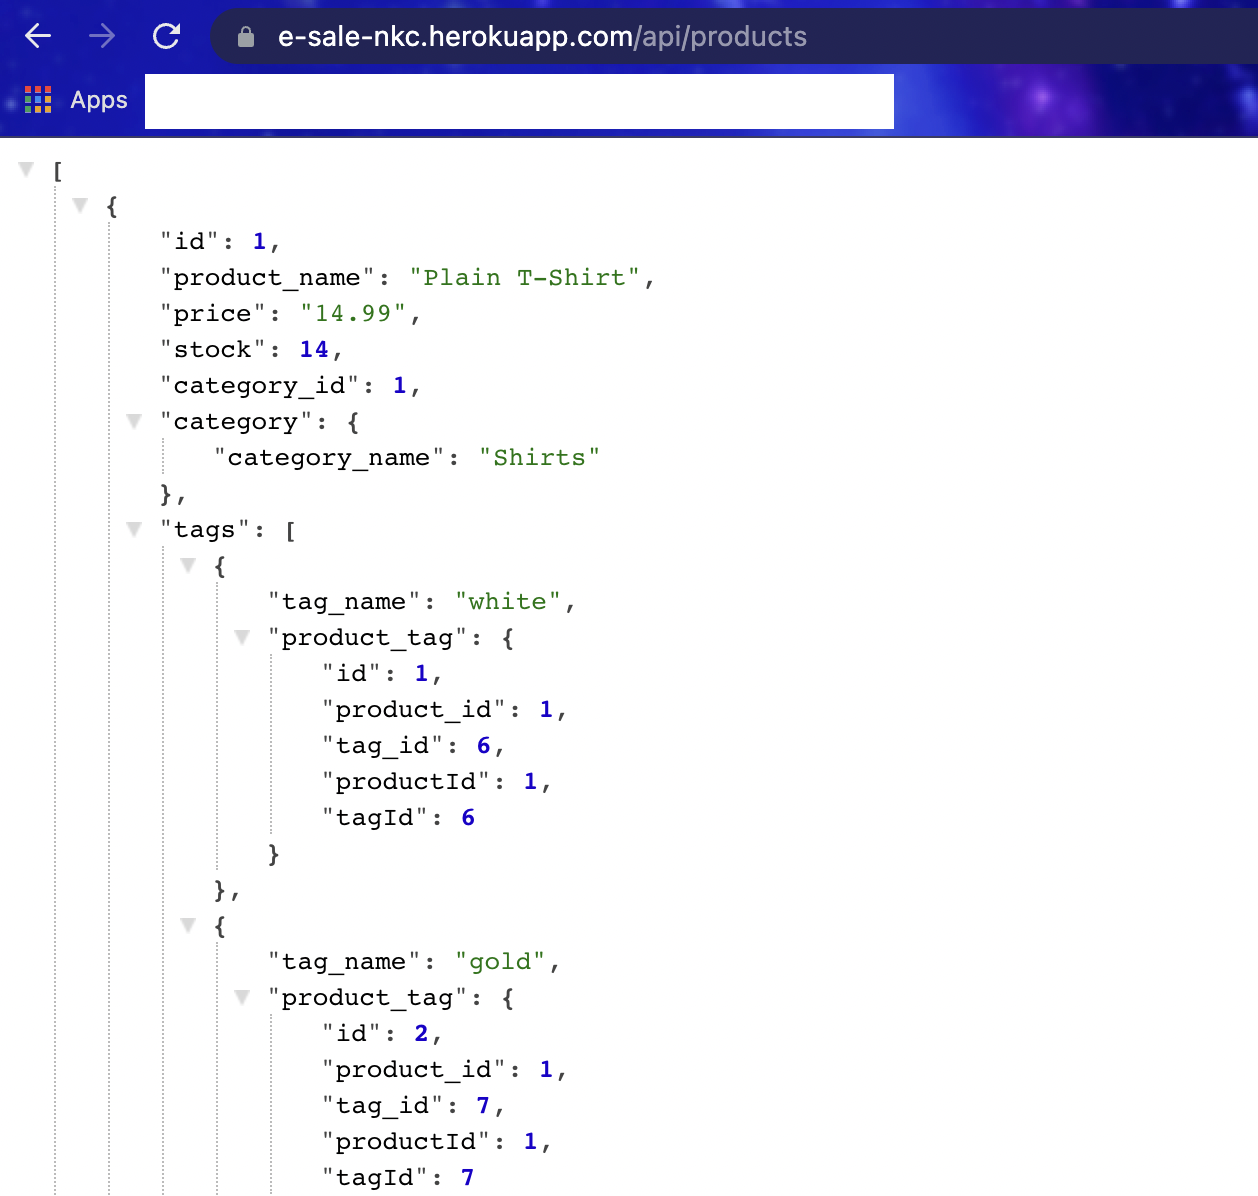 e-sale-nkc.herokuapp.com/api/products
Apps
[
{
"id": 1,
"product_name": "Plain T-Shirt",
"price": "14.99",
"stock": 14,
"category_id": 1,
"category": {
"category_name": "Shirts"
},
"tags": [
{
"tag_name": "white",
"product_tag": {
"id": 1,
"product_id": 1,
"tag_id": 6,
"productId": 1,
"tagId": 6
}
},
{
"tag_name": "gold",
"product_tag": {
"id": 2,
"product_id": 1,
"tag_id": 7,
"productId": 1,
"tagId": 7